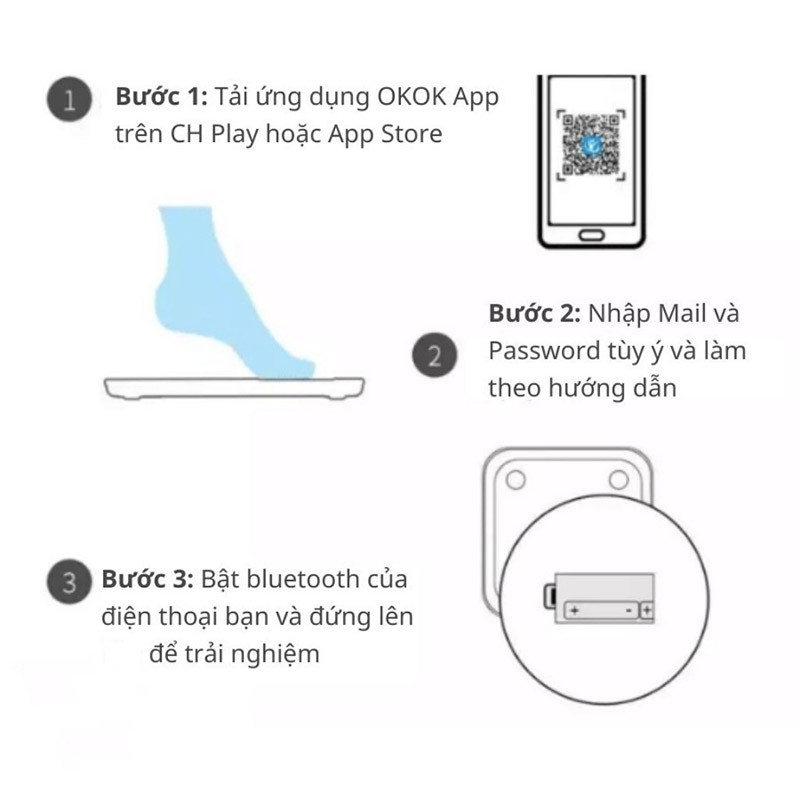 1
Bước 1: Tải ứng dụng OKOK App
trên CH Play hoặc App Store
2
Bước 2: Nhập Mail và
Password tùy ý và làm
theo hướng dẫn
3
Bước 3: Bật bluetooth của
điện thoại bạn và đứng lên
để trải nghiệm
+ - +